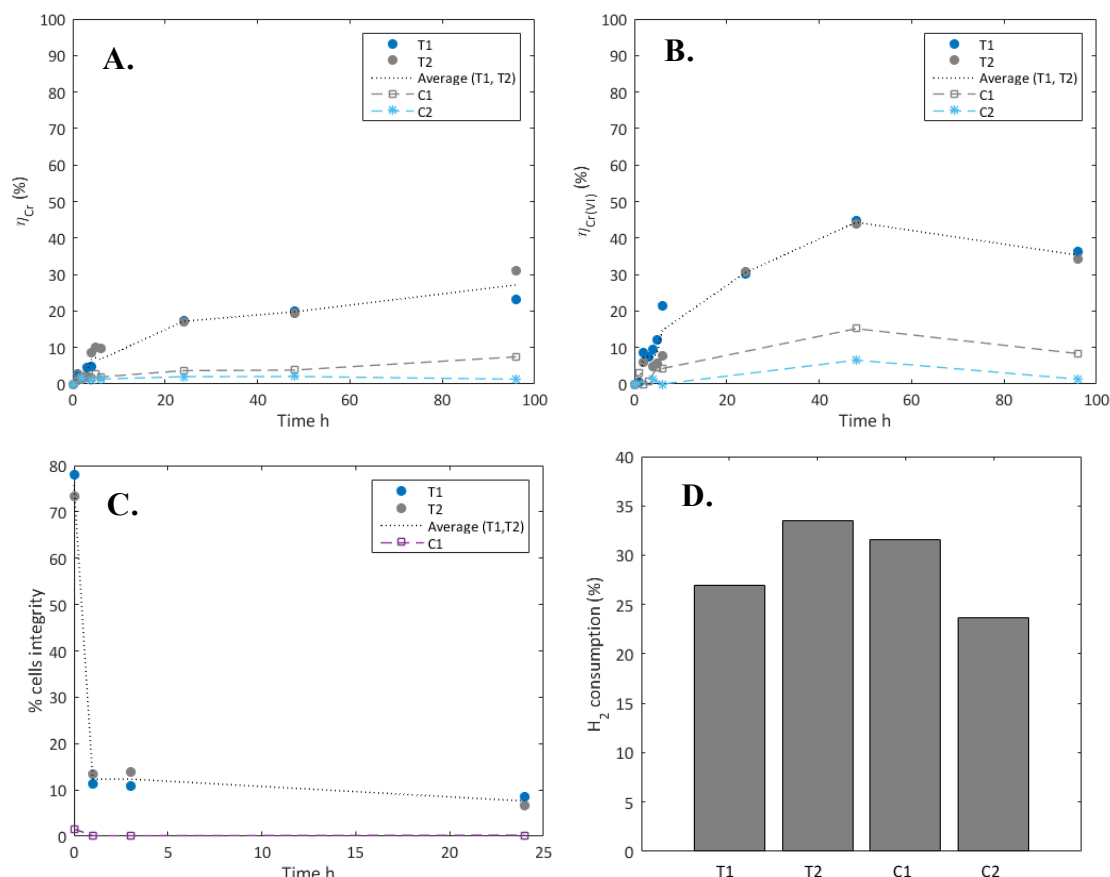 A.
T1
T2
Average (T1, T2)
C1
C2
100
90
80
70
60
50
40
30
20
10
0
η_Cr (%)
0 20 40 60 80 100
Time h
B.
T1
T2
Average (T1, T2)
C1
C2
100
90
80
70
60
50
40
30
20
10
0
η_Cr(VI) (%)
0 20 40 60 80 100
Time h
C.
T1
T2
Average (T1,T2)
C1
80
70
60
50
40
30
20
10
0
% cells integrity
0 5 10 15 20 25
Time h
D.
40
35
30
25
20
15
10
5
0
H₂ consumption (%)
T1 T2 C1 C2